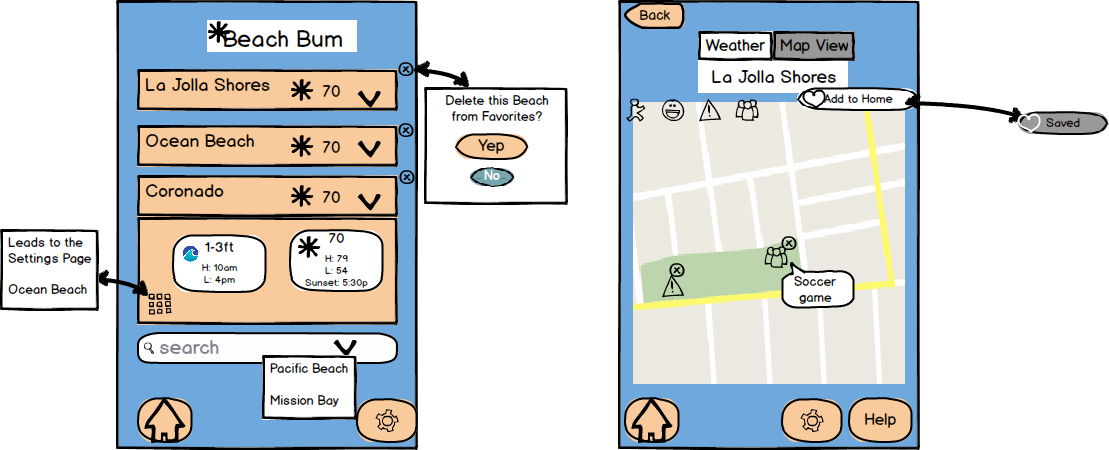 Beach Bum
La Jolla Shores 70
Ocean Beach 70
Coronado 70
1-3ft
H: 10am
L: 4pm
70
H: 79
L: 54
Sunset: 5:30p
search
Pacific Beach
Mission Bay
Leads to the
Settings Page
Ocean Beach
Delete this Beach
from Favorites?
Yep
No
Back
Weather Map View
La Jolla Shores
Add to Home
Saved
Soccer
game
Help